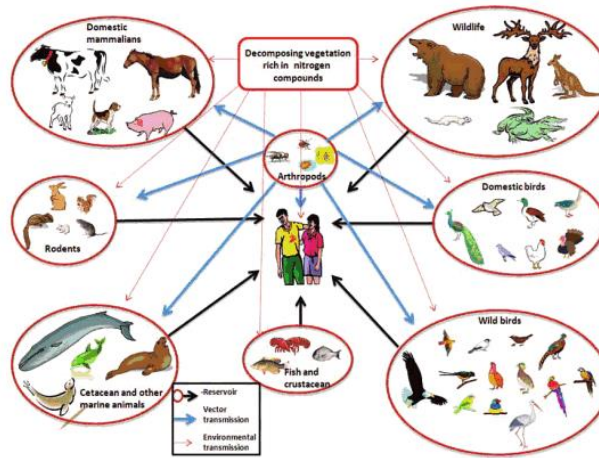 Domestic
mammalians
Decomposing vegetation
rich in nitrogen
compounds
Wildlife
Arthropods
Rodents
Domestic birds
Cetacean and other
marine animals
Fish and
crustacean
Wild birds
-Reservoir
Vector
transmission
Environmental
transmission